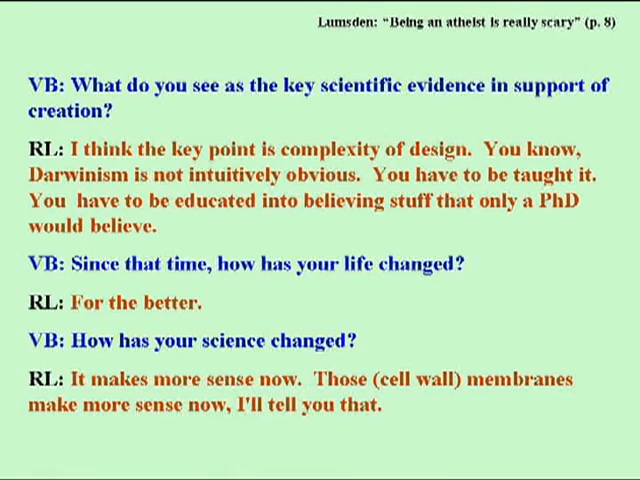 Lumsden: “Being an atheist is really scary” (p. 8)
VB: What do you see as the key scientific evidence in support of
creation?
RL: I think the key point is complexity of design.  You know,
Darwinism is not intuitively obvious.  You have to be taught it.
You  have to be educated into believing stuff that only a PhD
would believe.
VB: Since that time, how has your life changed?
RL: For the better.
VB: How has your science changed?
RL: It makes more sense now.  Those (cell wall) membranes
make more sense now, I'll tell you that.